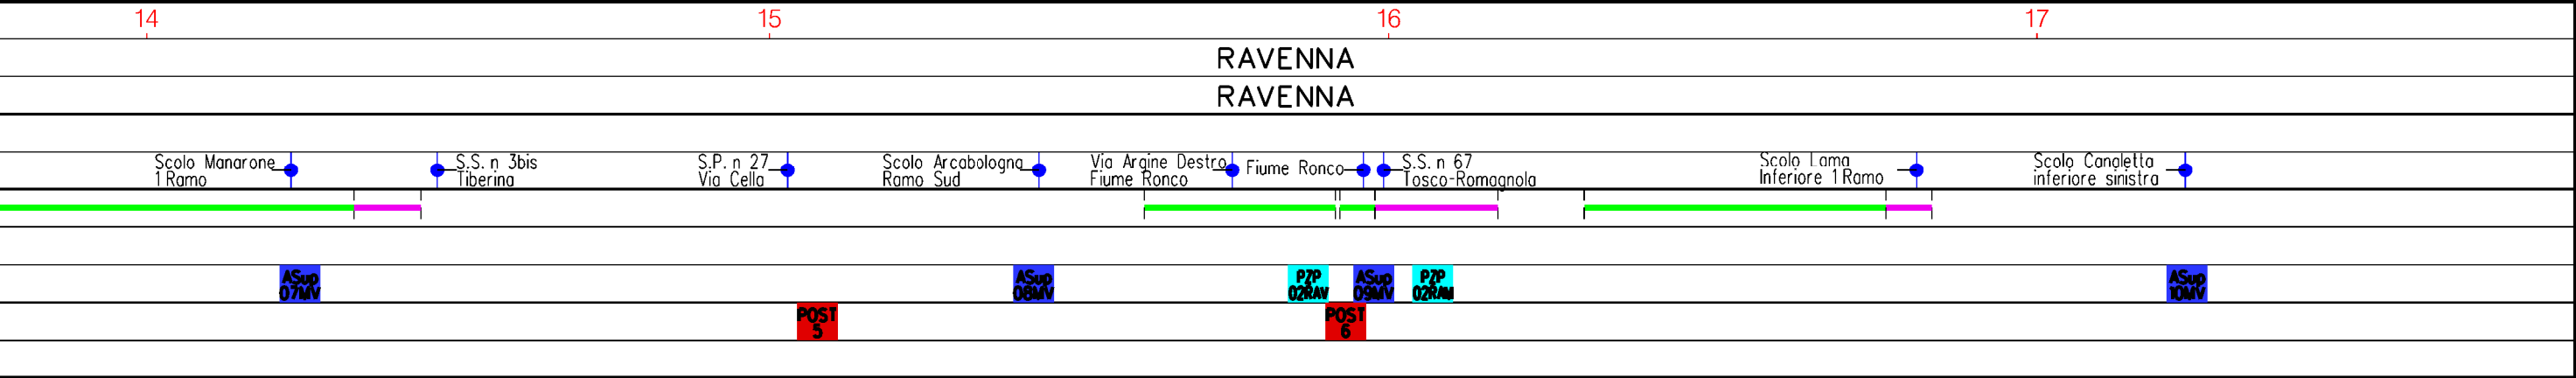 14 15 16 17
RAVENNA
RAVENNA
Scolo Manarone
1 Ramo
S.S. n 3bis
Tiberina
S.P. n 27
Via Cella
Scolo Arcabologna
Ramo Sud
Via Argine Destro
Fiume Ronco
Fiume Ronco
S.S. n 67
Tosco-Romagnola
Scolo Lama
Inferiore 1 Ramo
Scolo Canaletta
inferiore sinistra
ASup
07MV
ASup
08MV
PZP
02RAV
ASup
09MV
PZP
02RAM
ASup
10MV
POST
5
POST
6